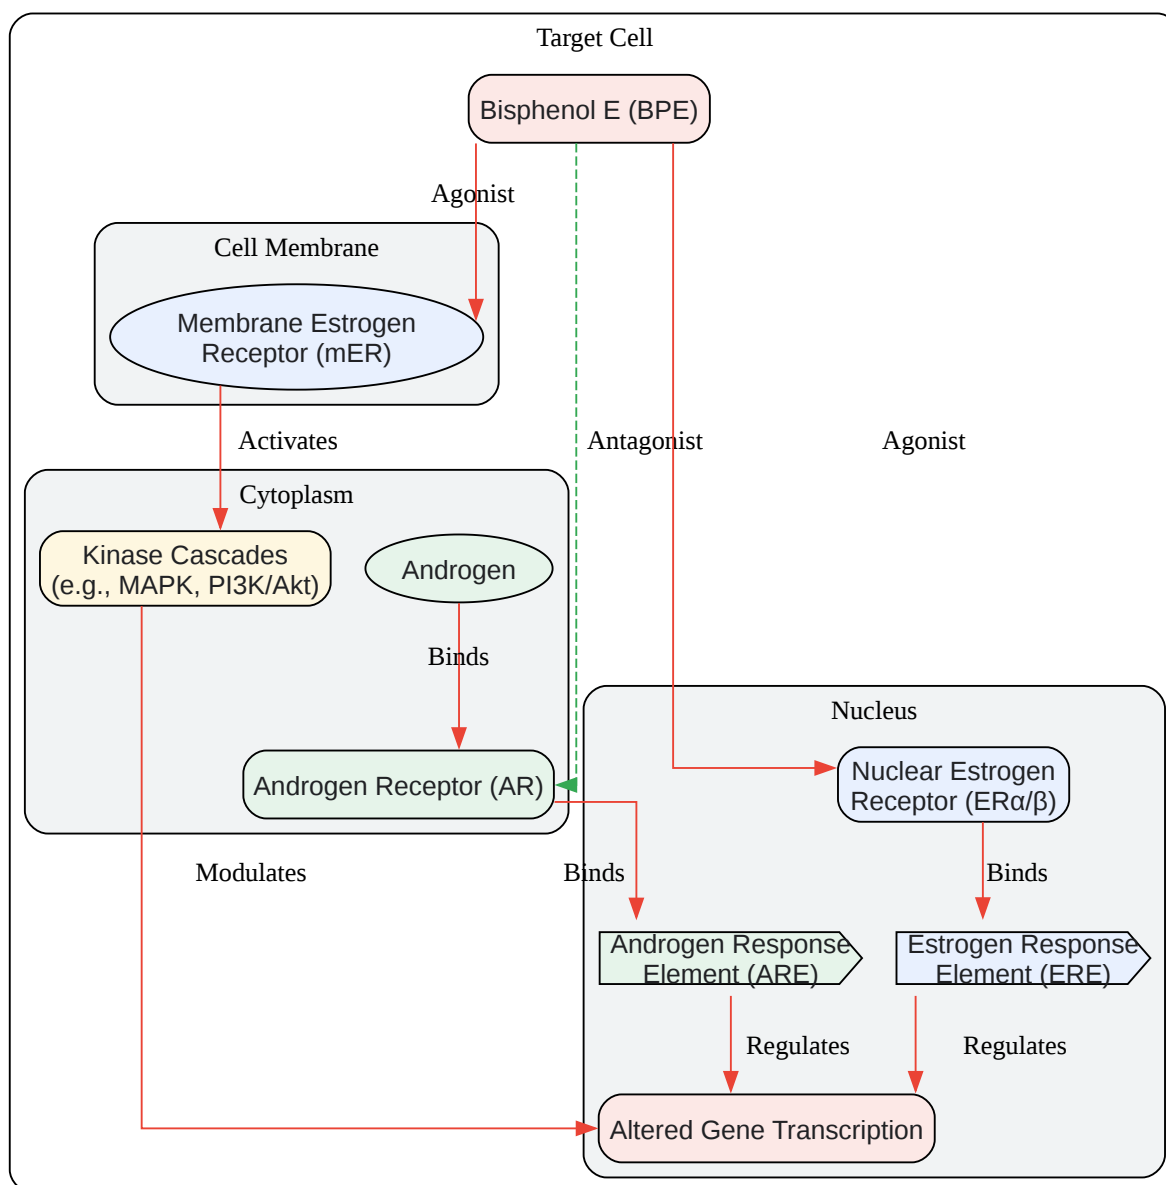 Target Cell
Bisphenol E (BPE)
Agonist
Cell Membrane
Membrane Estrogen
Receptor (mER)
Activates
Antagonist
Agonist
Cytoplasm
Kinase Cascades
(e.g., MAPK, PI3K/Akt)
Androgen
Binds
Nucleus
Androgen Receptor (AR)
Nuclear Estrogen
Receptor (ERα/β)
Modulates
Binds
Binds
Androgen Response
Element (ARE)
Estrogen Response
Element (ERE)
Regulates
Regulates
Altered Gene Transcription